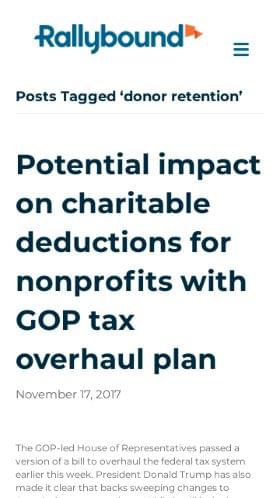 Rallybound
Posts Tagged ‘donor retention’
Potential impact
on charitable
deductions for
nonprofits with
GOP tax
overhaul plan
November 17, 2017
The GOP-led House of Representatives passed a
version of a bill to overhaul the federal tax system
earlier this week. President Donald Trump has also
made it clear that backs sweeping changes to